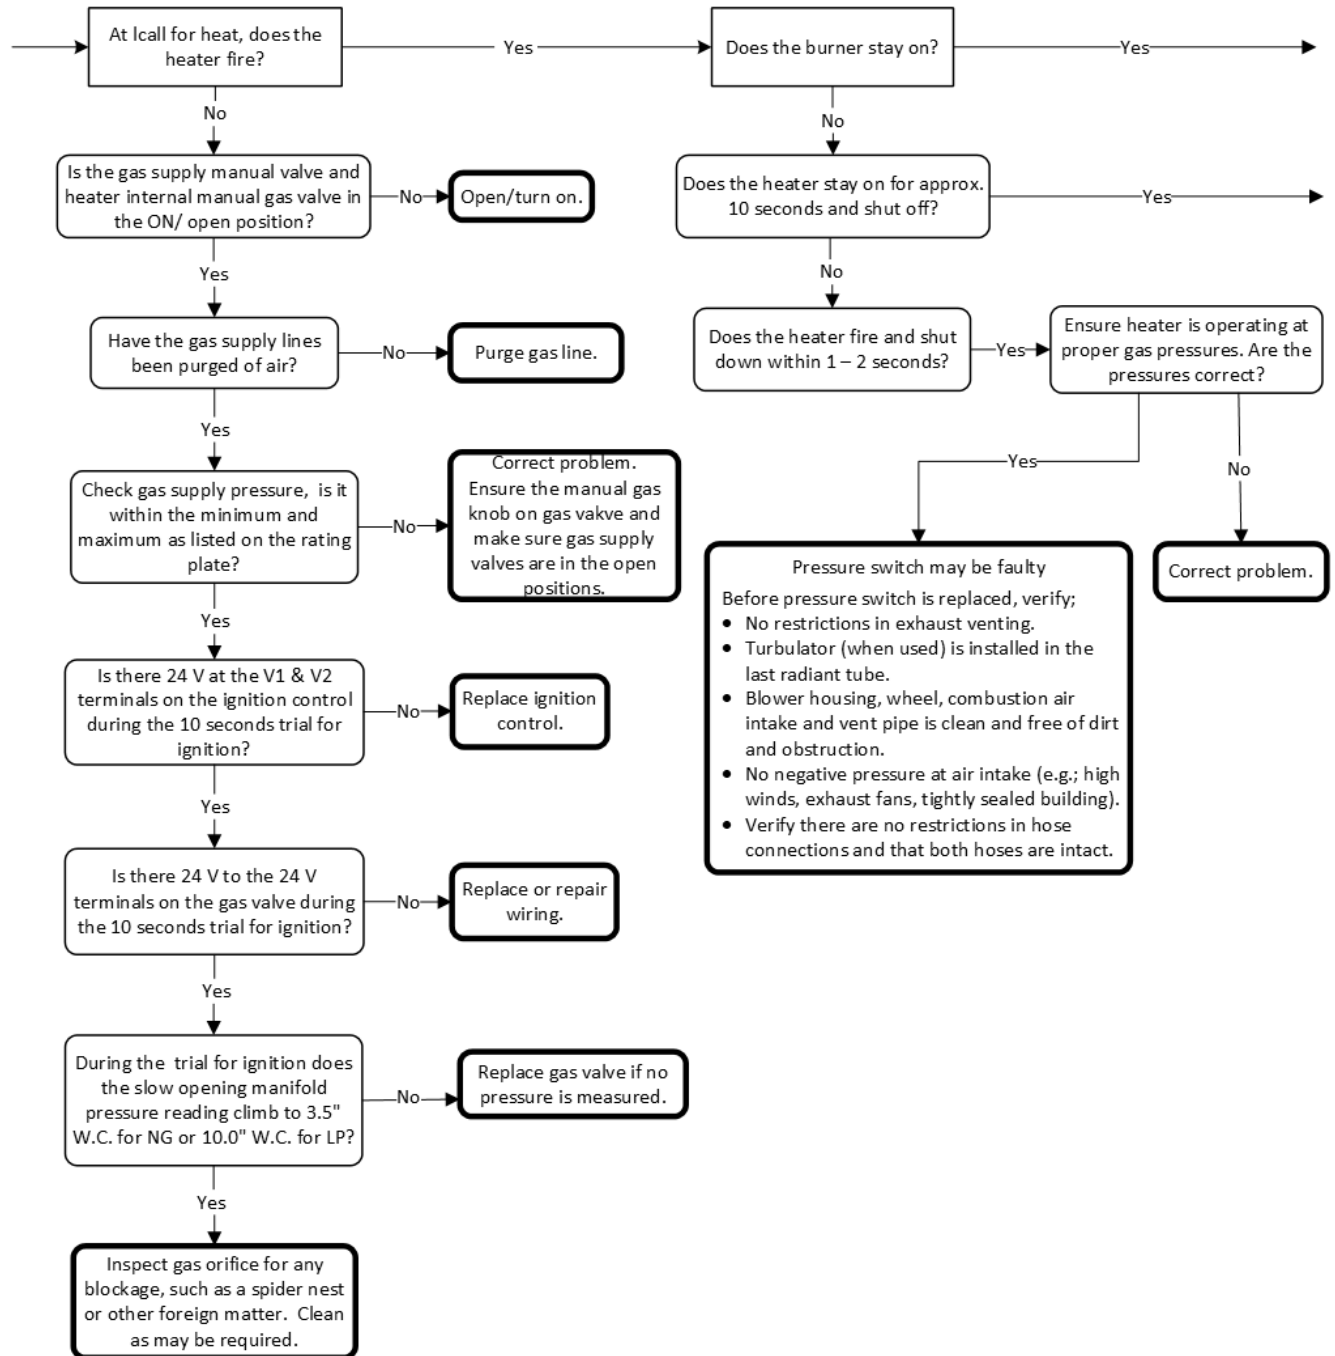 At lcall for heat, does the
heater fire?
Yes
Does the burner stay on?
Yes
No
No
Is the gas supply manual valve and
heater internal manual gas valve in
the ON/ open position?
No
Open/turn on.
Does the heater stay on for approx.
10 seconds and shut off?
Yes
Yes
No
Have the gas supply lines
been purged of air?
No
Purge gas line.
Does the heater fire and shut
down within 1 – 2 seconds?
Yes
Ensure heater is operating at
proper gas pressures. Are the
pressures correct?
Yes
Yes
No
Check gas supply pressure, is it
within the minimum and
maximum as listed on the rating
plate?
No
Correct problem.
Ensure the manual gas
knob on gas vakve and
make sure gas supply
valves are in the open
positions.
Correct problem.
Pressure switch may be faulty
Before pressure switch is replaced, verify;
• No restrictions in exhaust venting.
• Turbulator (when used) is installed in the
last radiant tube.
• Blower housing, wheel, combustion air
intake and vent pipe is clean and free of dirt
and obstruction.
• No negative pressure at air intake (e.g.; high
winds, exhaust fans, tightly sealed building).
• Verify there are no restrictions in hose
connections and that both hoses are intact.
Yes
Is there 24 V at the V1 & V2
terminals on the ignition control
during the 10 seconds trial for
ignition?
No
Replace ignition
control.
Yes
Is there 24 V to the 24 V
terminals on the gas valve during
the 10 seconds trial for ignition?
No
Replace or repair
wiring.
Yes
During the trial for ignition does
the slow opening manifold
pressure reading climb to 3.5"
W.C. for NG or 10.0" W.C. for LP?
No
Replace gas valve if no
pressure is measured.
Yes
Inspect gas orifice for any
blockage, such as a spider nest
or other foreign matter. Clean
as may be required.